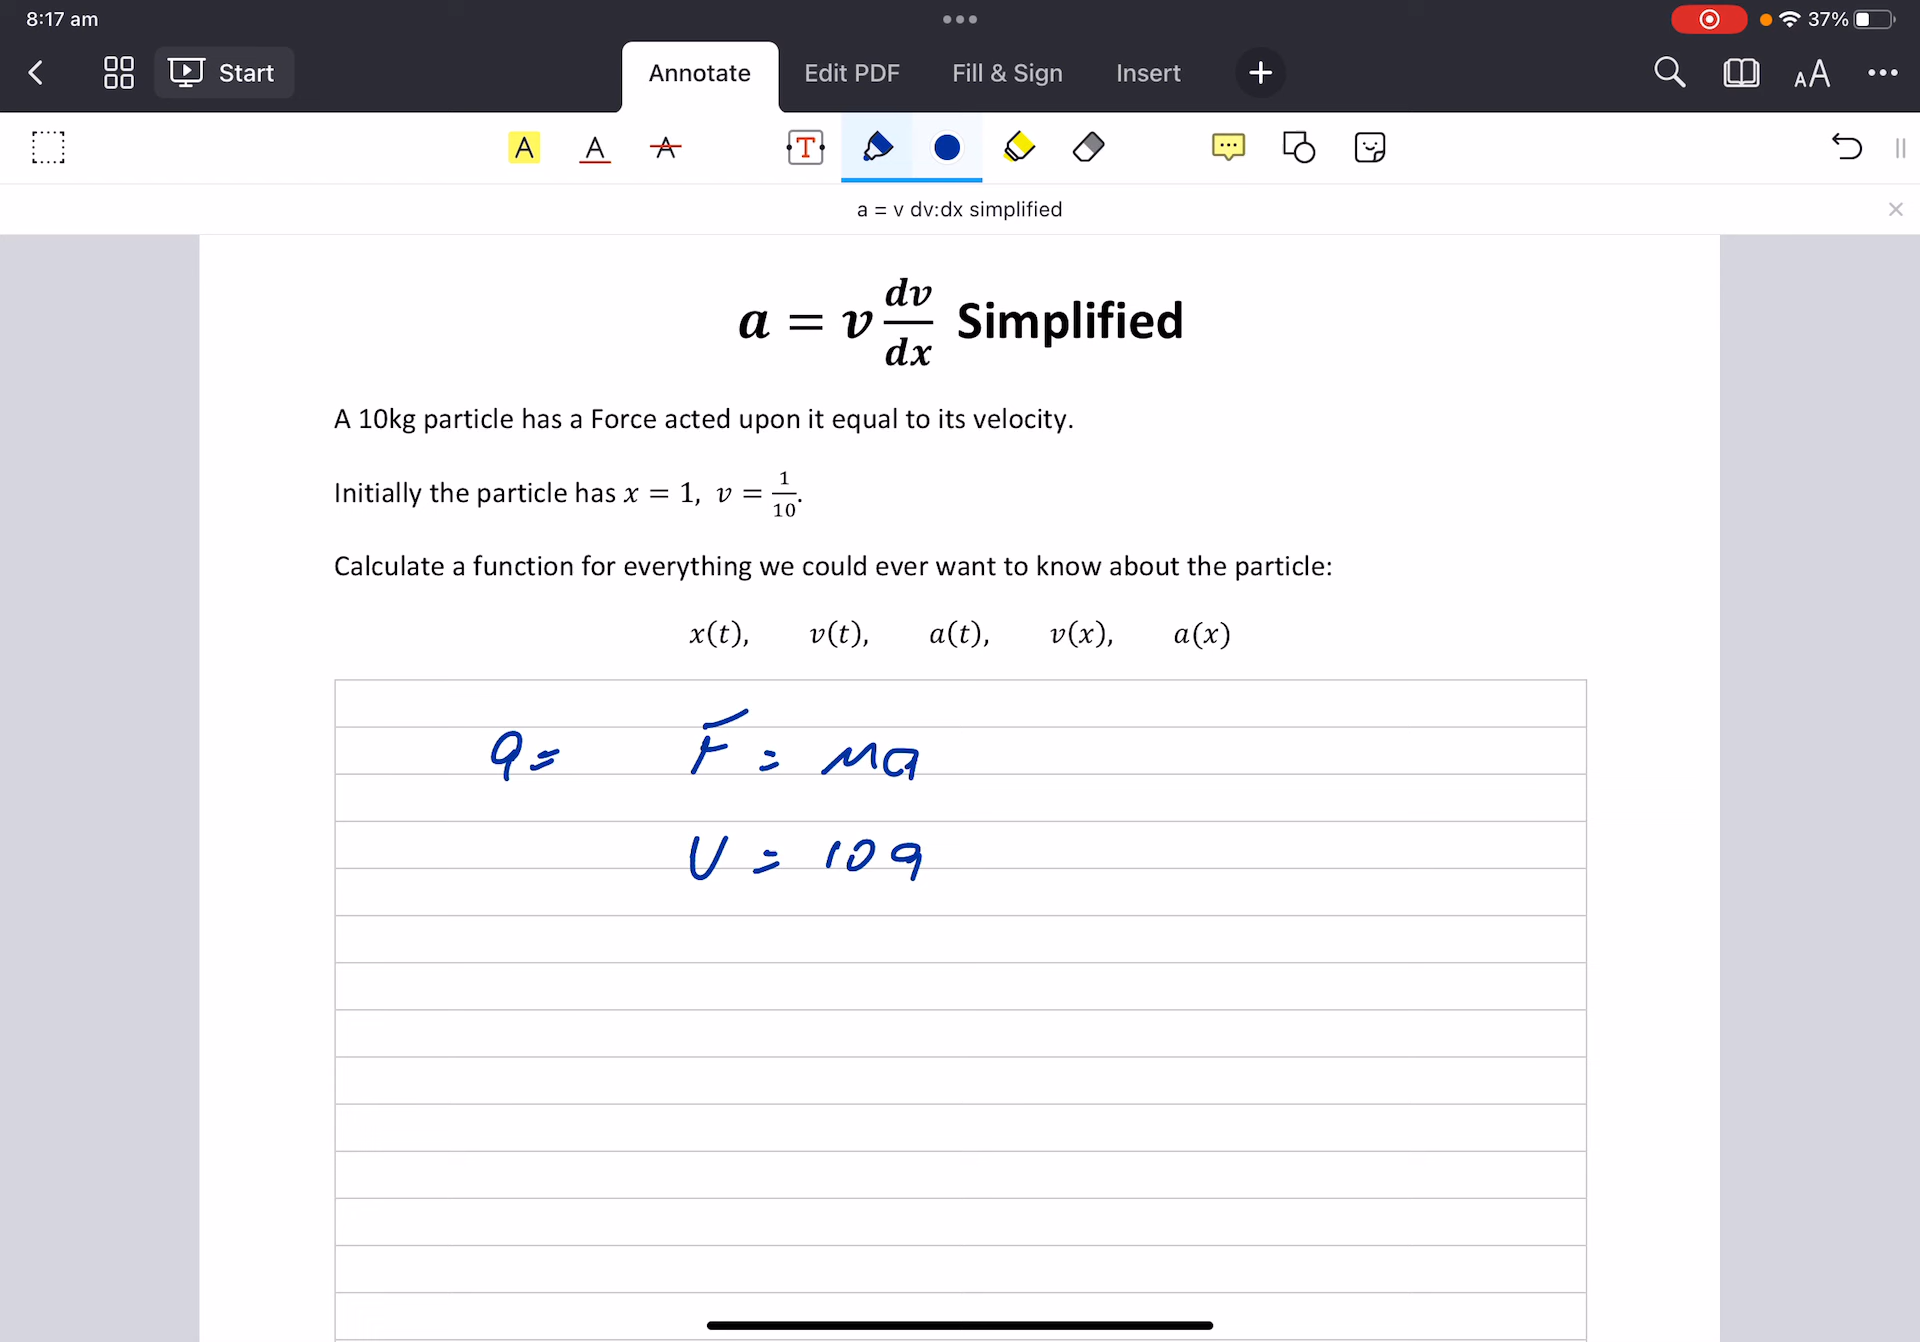 8:17 am
37%
Start
Annotate
Edit PDF
Fill & Sign
Insert
AA
A A A T
a = v dv:dx simplified
a = v dv/dx Simplified
A 10kg particle has a Force acted upon it equal to its velocity.
Initially the particle has x = 1, v = 1/10.
Calculate a function for everything we could ever want to know about the particle:
x(t), v(t), a(t), v(x), a(x)
a = F = ma
v = 10a